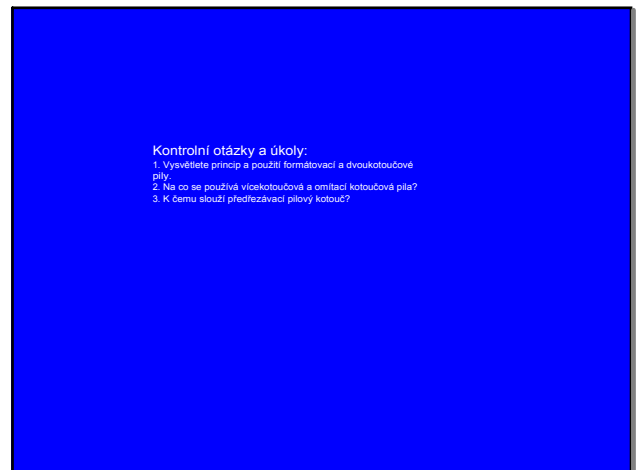 Kontrolní otázky a úkoly:
1. Vysvětlete princip a použití formátovací a dvoukotoučové
pily.
2. Na co se používá vícekotoučová a omítací kotoučová pila?
3. K čemu slouží předřezávací pilový kotouč?